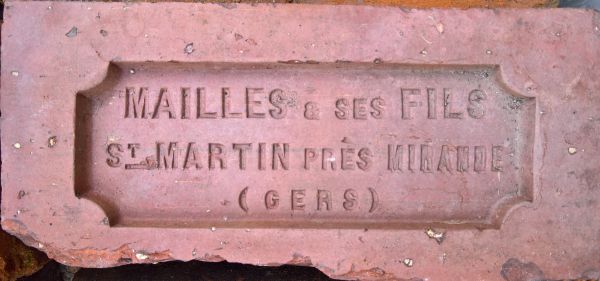 MAILLES & SES FILS
ST MARTIN PRÈS MIRANDE
(GERS)